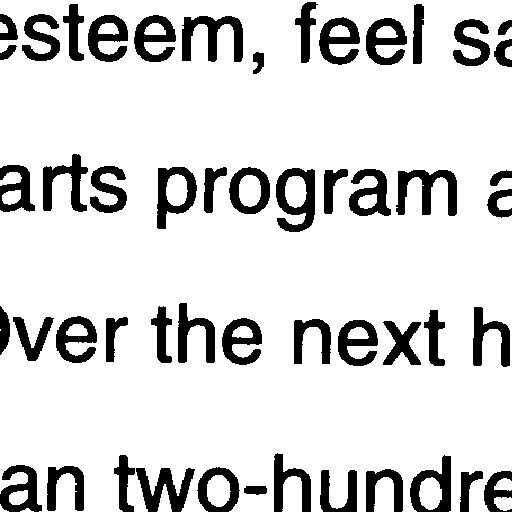 esteem, feel sa
arts program a
Over the next h
an two-hundre